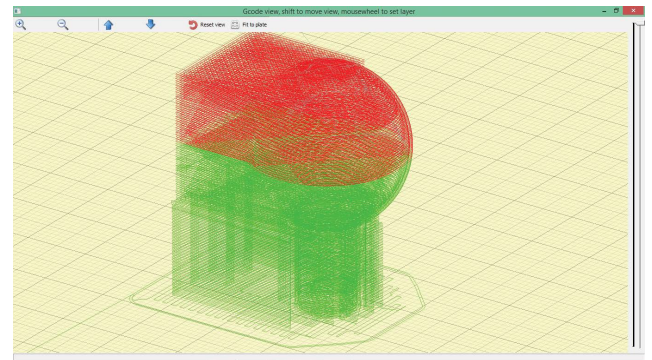 Gcode view, shift to move view, mousewheel to set layer
Reset view Fit to plate